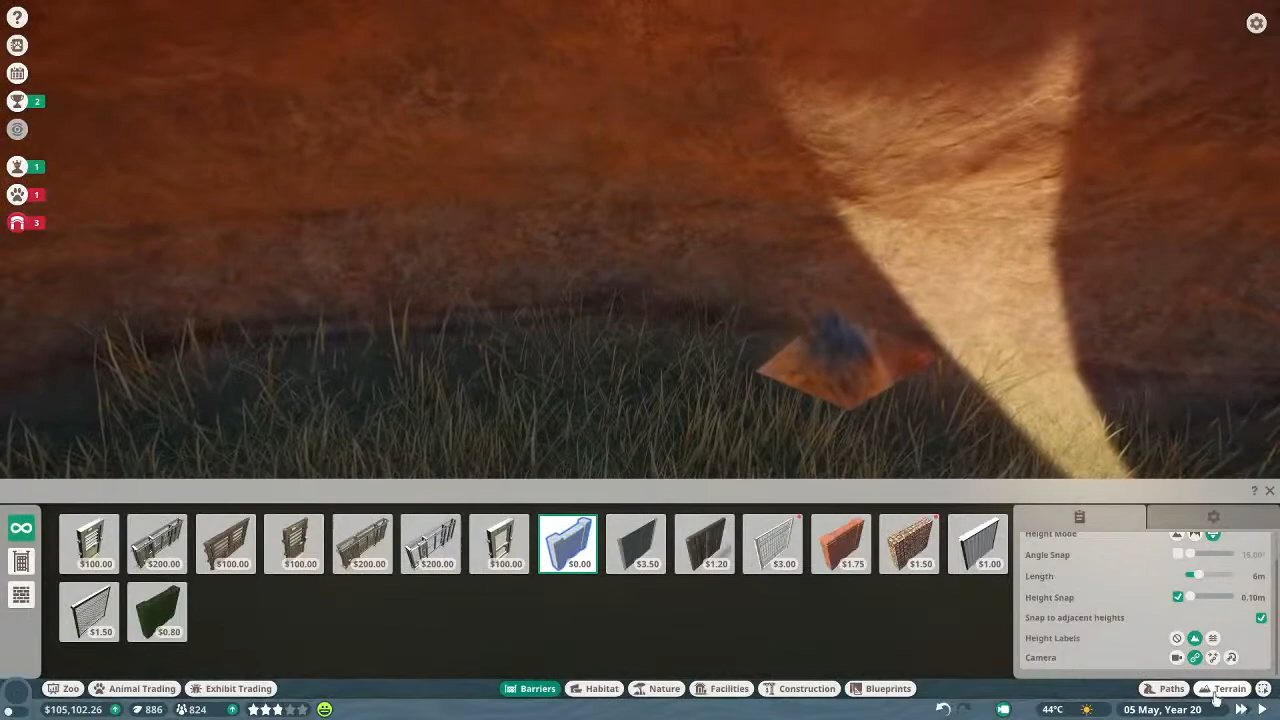 ?
2
1
1
3
?
$100.00 $200.00 $100.00 $100.00 $200.00 $200.00 $100.00 $0.00 $3.50 $1.20 $3.00 $1.75 $1.50 $1.00
$1.50 $0.80
Height Mode
Angle Snap 15.00°
Length 6m
Height Snap 0.10m
Snap to adjacent heights
Height Labels
Camera
Zoo Animal Trading Exhibit Trading Barriers Habitat Nature Facilities Construction Blueprints Paths Terrain
$105,102.26 886 824 44°C 05 May, Year 20